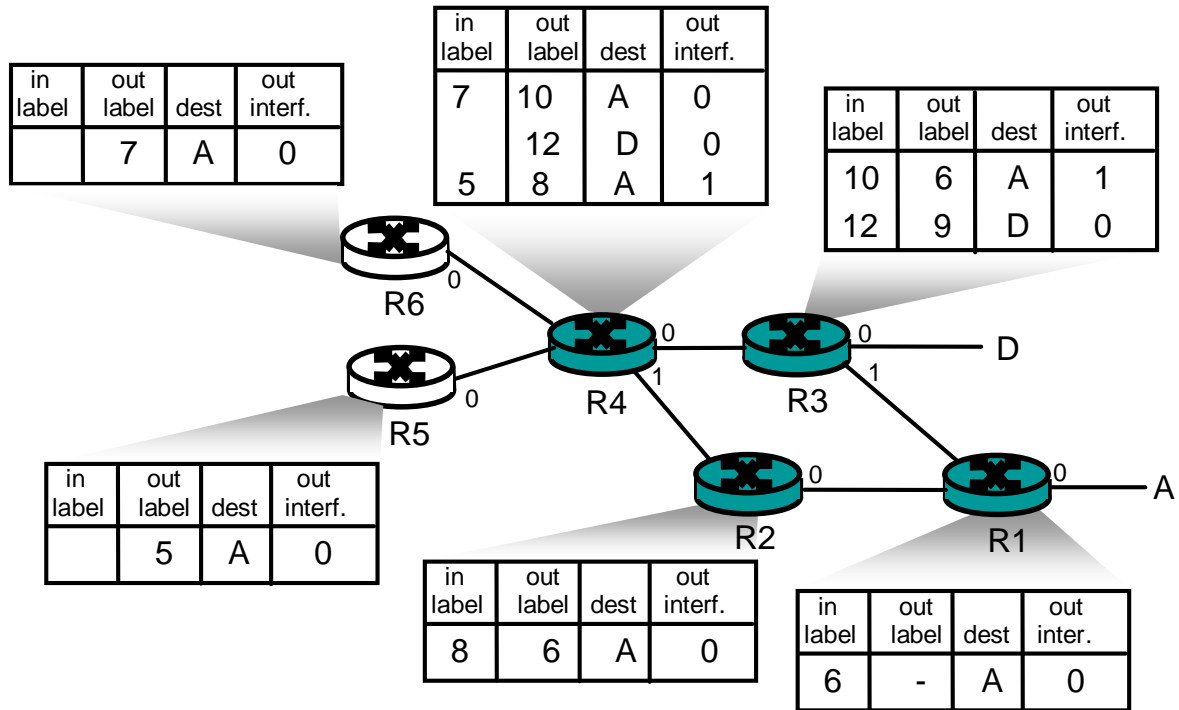 in label | out label | dest | out interf.
7 | 10 | A | 0
12 | D | 0
5 | 8 | A | 1
in label | out label | dest | out interf.
7 | A | 0
in label | out label | dest | out interf.
10 | 6 | A | 1
12 | 9 | D | 0
R6
0
R5
0
R4
0
1
R3
0
1
D
R2
0
R1
0
A
in label | out label | dest | out interf.
5 | A | 0
in label | out label | dest | out interf.
8 | 6 | A | 0
in label | out label | dest | out inter.
6 | - | A | 0